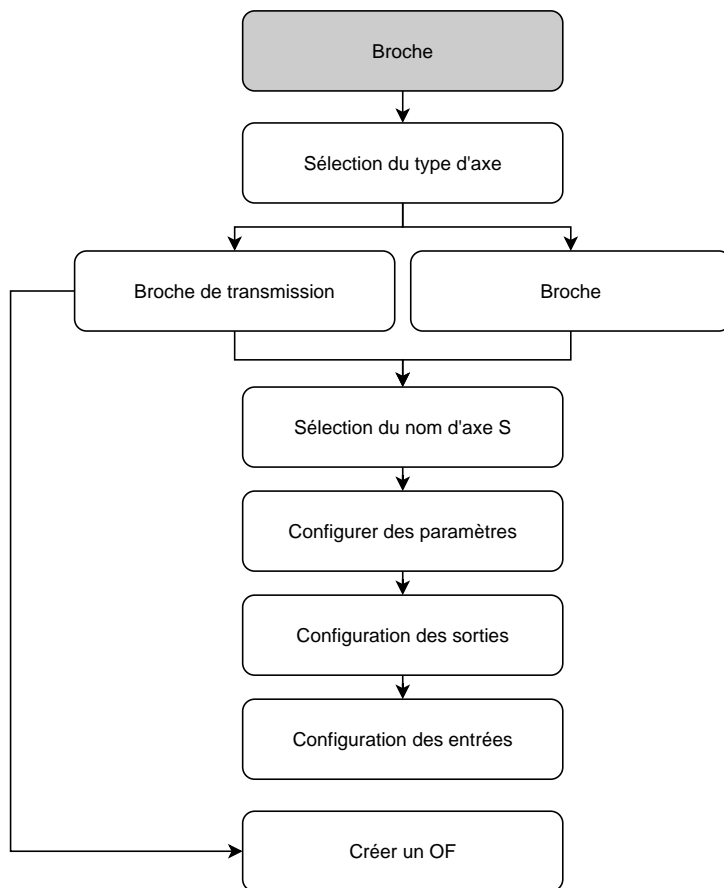 Broche
Sélection du type d'axe
Broche de transmission
Broche
Sélection du nom d'axe S
Configurer des paramètres
Configuration des sorties
Configuration des entrées
Créer un OF